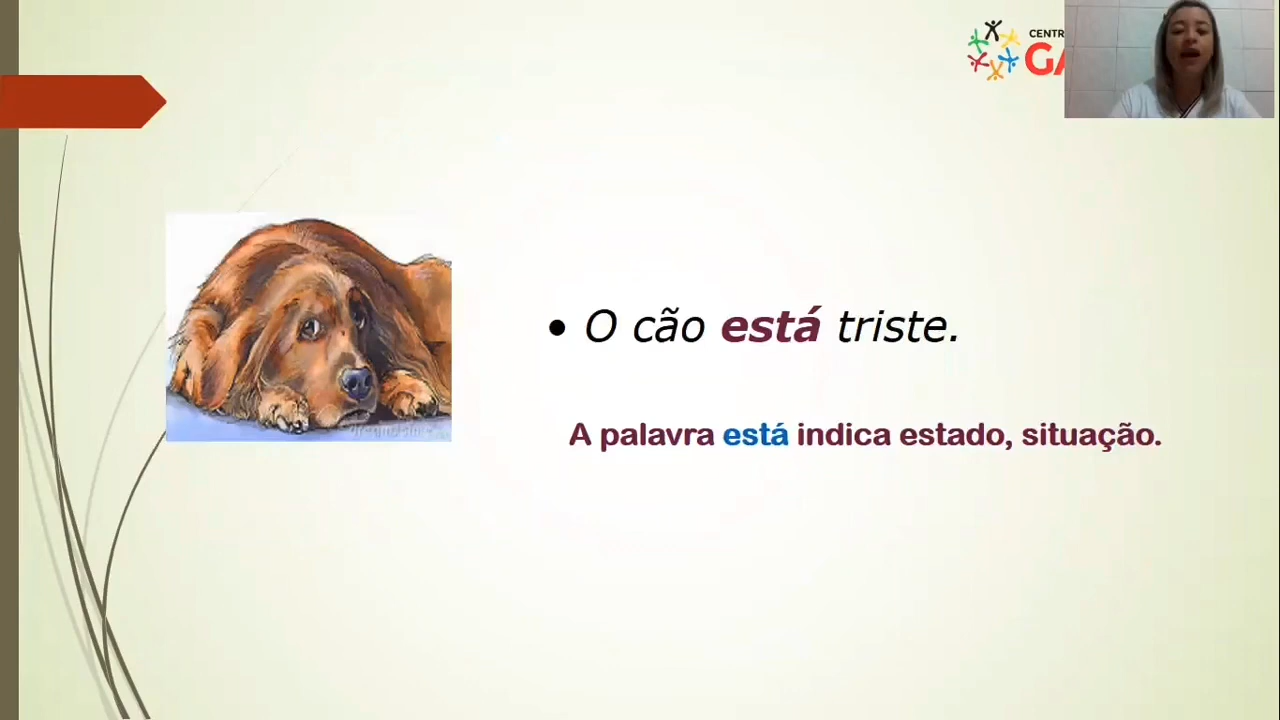 • O cão está triste.
A palavra está indica estado, situação.